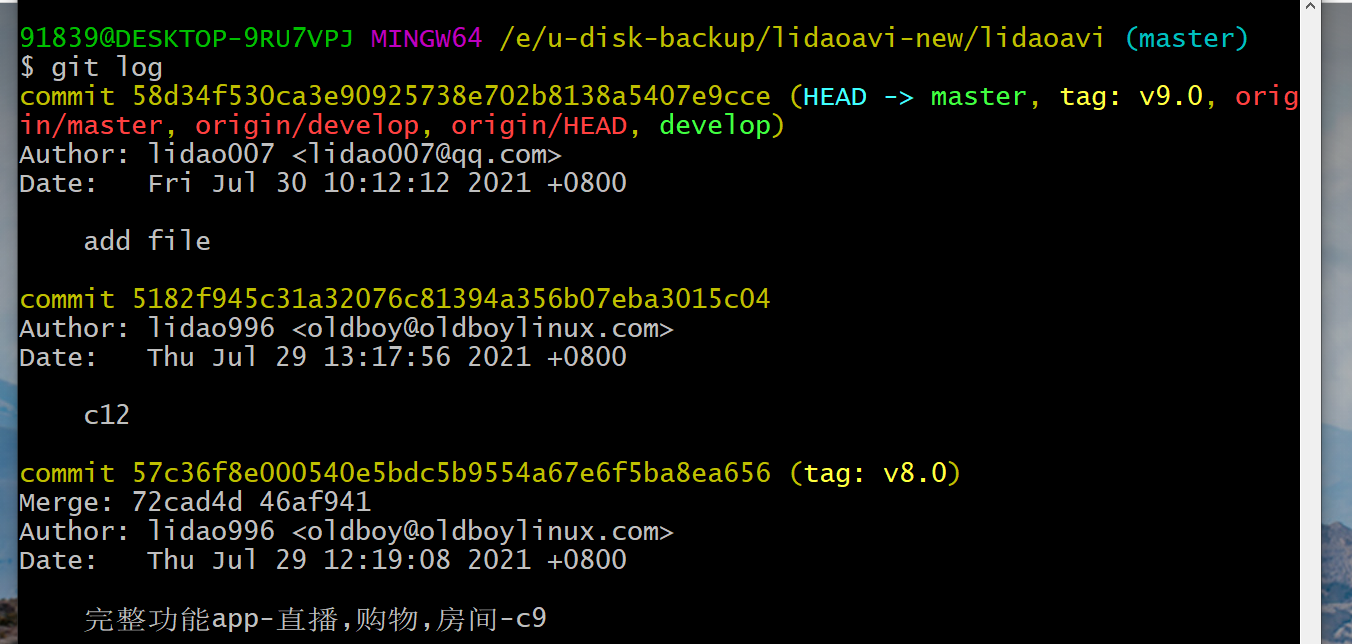 91839@DESKTOP-9RU7VPJ MINGW64 /e/u-disk-backup/lidaoavi-new/lidaoavi (master)
$ git log
commit 58d34f530ca3e90925738e702b8138a5407e9cce (HEAD -> master, tag: v9.0, orig
in/master, origin/develop, origin/HEAD, develop)
Author: lidao007 <lidao007@qq.com>
Date:   Fri Jul 30 10:12:12 2021 +0800
    add file
commit 5182f945c31a32076c81394a356b07eba3015c04
Author: lidao996 <oldboy@oldboylinux.com>
Date:   Thu Jul 29 13:17:56 2021 +0800
    c12
commit 57c36f8e000540e5bdc5b9554a67e6f5ba8ea656 (tag: v8.0)
Merge: 72cad4d 46af941
Author: lidao996 <oldboy@oldboylinux.com>
Date:   Thu Jul 29 12:19:08 2021 +0800
    完整功能app-直播,购物,房间-c9